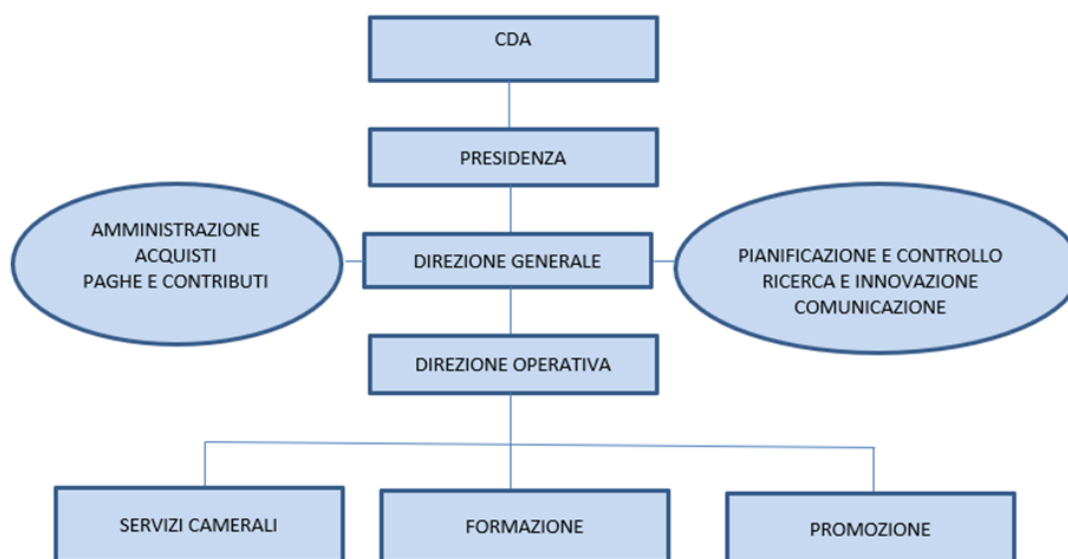 CDA
PRESIDENZA
AMMINISTRAZIONE
ACQUISTI
PAGHE E CONTRIBUTI
DIREZIONE GENERALE
PIANIFICAZIONE E CONTROLLO
RICERCA E INNOVAZIONE
COMUNICAZIONE
DIREZIONE OPERATIVA
SERVIZI CAMERALI
FORMAZIONE
PROMOZIONE